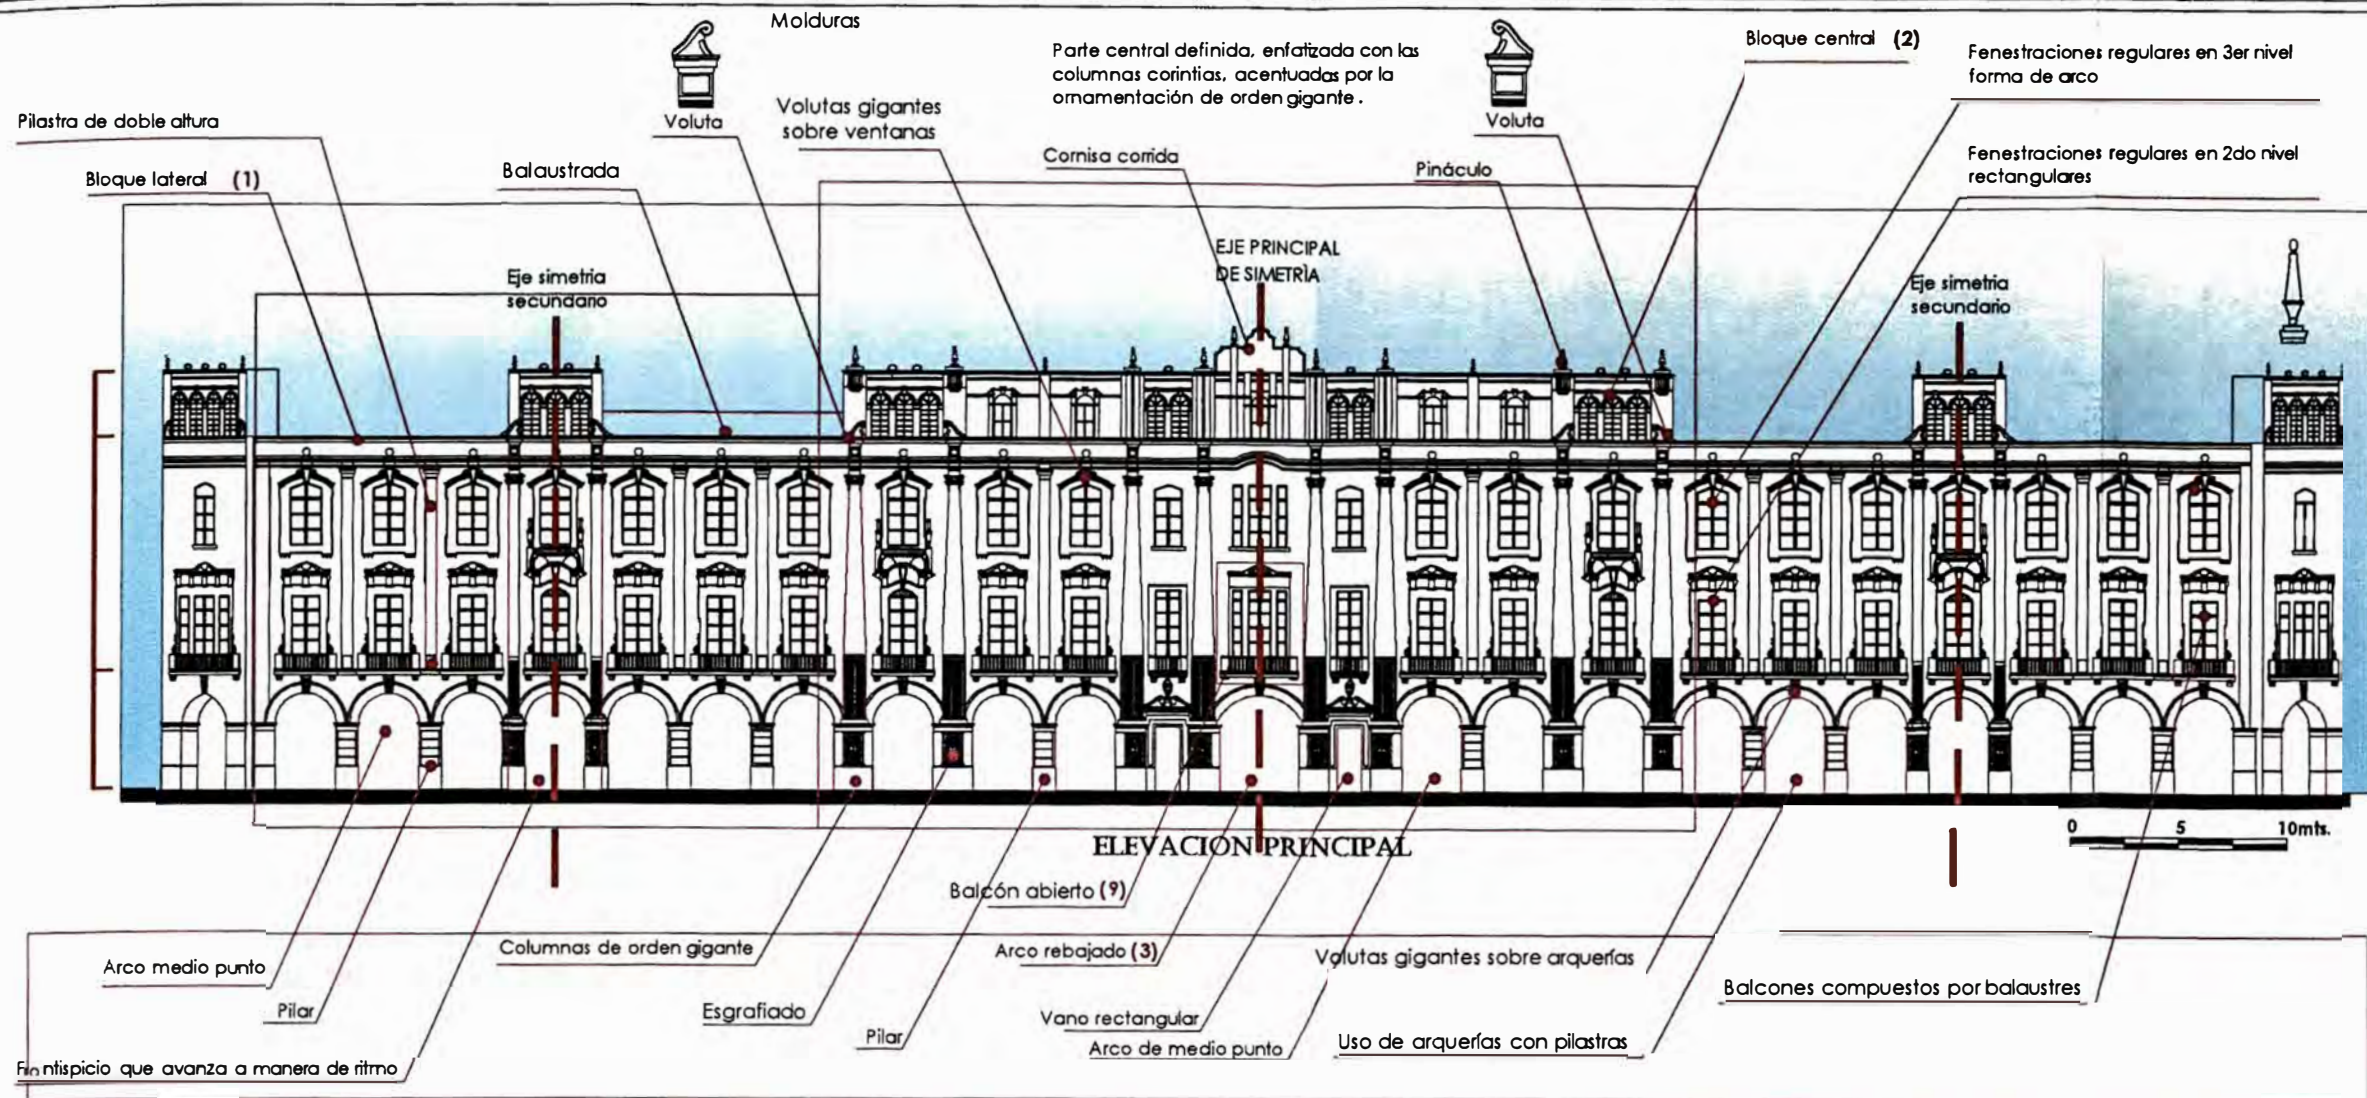 Molduras
Parte central definida, enfatizada con las
columnas corintias, acentuadas por la
ornamentación de orden gigante.
Bloque central (2)
Fenestraciones regulares en 3er nivel
forma de arco
Pilastra de doble altura
Voluta
Volutas gigantes
sobre ventanas
Voluta
Cornisa corrida
Fenestraciones regulares en 2do nivel
rectangulares
Bloque lateral (1)
Balaustrada
Pináculo
Eje simetria
secundario
EJE PRINCIPAL
DE SIMETRÌA
Eje simetria
secundario
0 5 10mts.
ELEVACION PRINCIPAL
Balcón abierto (9)
Arco medio punto
Columnas de orden gigante
Arco rebajado (3)
Volutas gigantes sobre arquerías
Balcones compuestos por balaustres
Pilar
Esgrafiado
Pilar
Vano rectangular
Arco de medio punto
Uso de arquerías con pilastras
Frontispicio que avanza a manera de ritmo